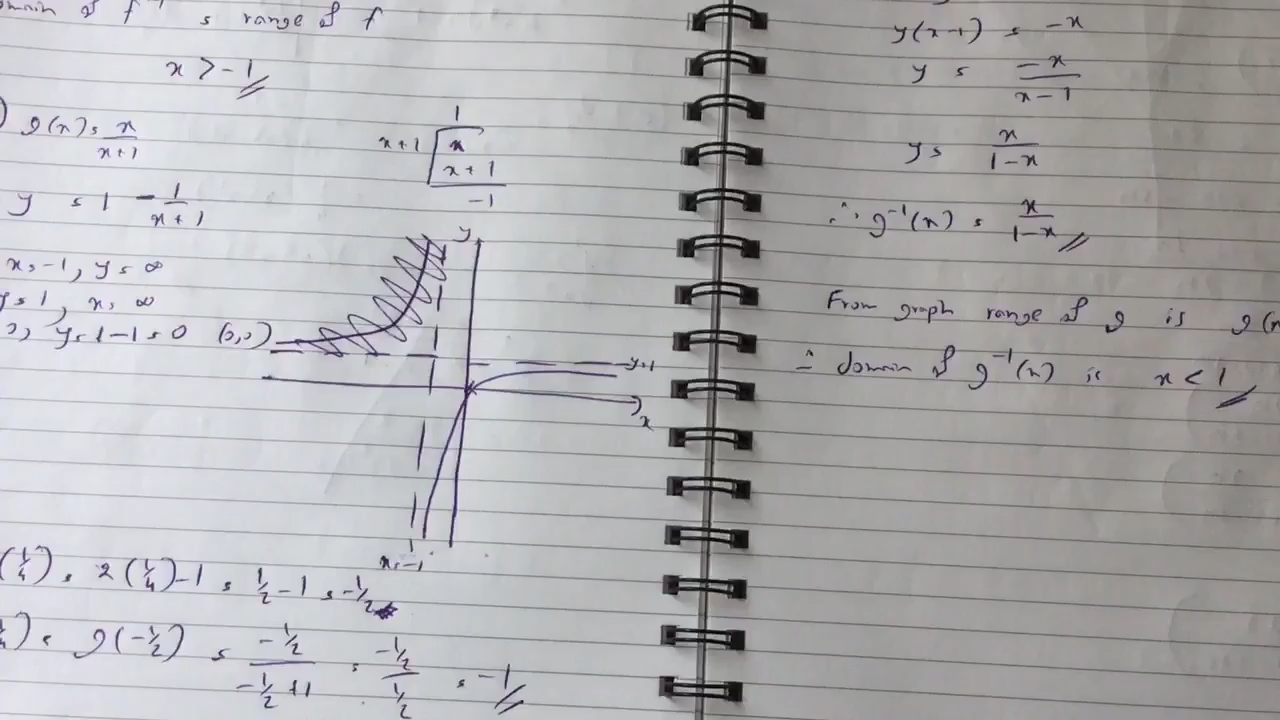 domain of f⁻¹ = range of f
x > -1
) g(x) = x/(x+1)
1
x+1 | x
x+1
-1
y = 1 - 1/(x+1)
y
x = -1, y = ∞
y = 1, x = ∞
y = 1 - 1 = 0 (0,0)
y=1
x
x=-1
(1/4) = 2(1/4) - 1 = 1/2 - 1 = -1/2
) = g(-1/2) = (-1/2)/(-1/2 + 1) = (-1/2)/(1/2) = -1
y(x-1) = -x
y = -x/(x-1)
y = x/(1-x)
∴ g⁻¹(x) = x/(1-x)
From graph range of g is g(x
∴ domain of g⁻¹(x) is x < 1